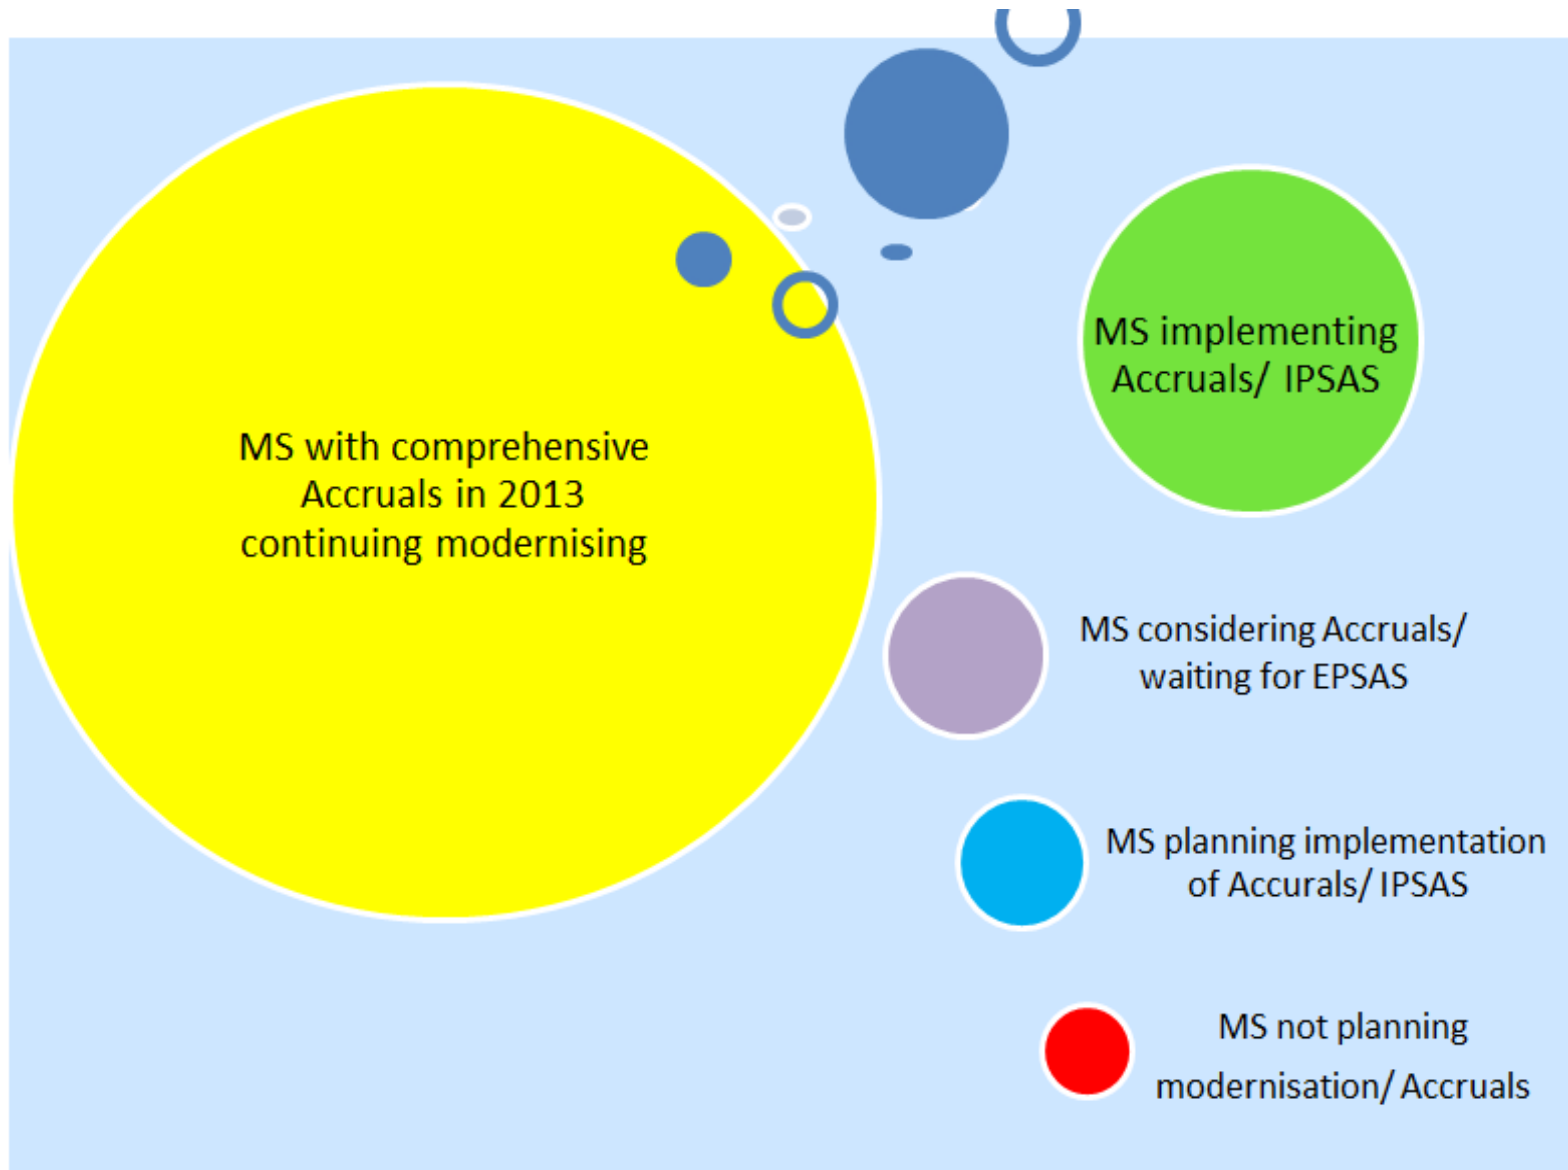 MS with comprehensive
Accruals in 2013
continuing modernising
MS implementing
Accruals/ IPSAS
MS considering Accruals/
waiting for EPSAS
MS planning implementation
of Accurals/ IPSAS
MS not planning
modernisation/ Accruals